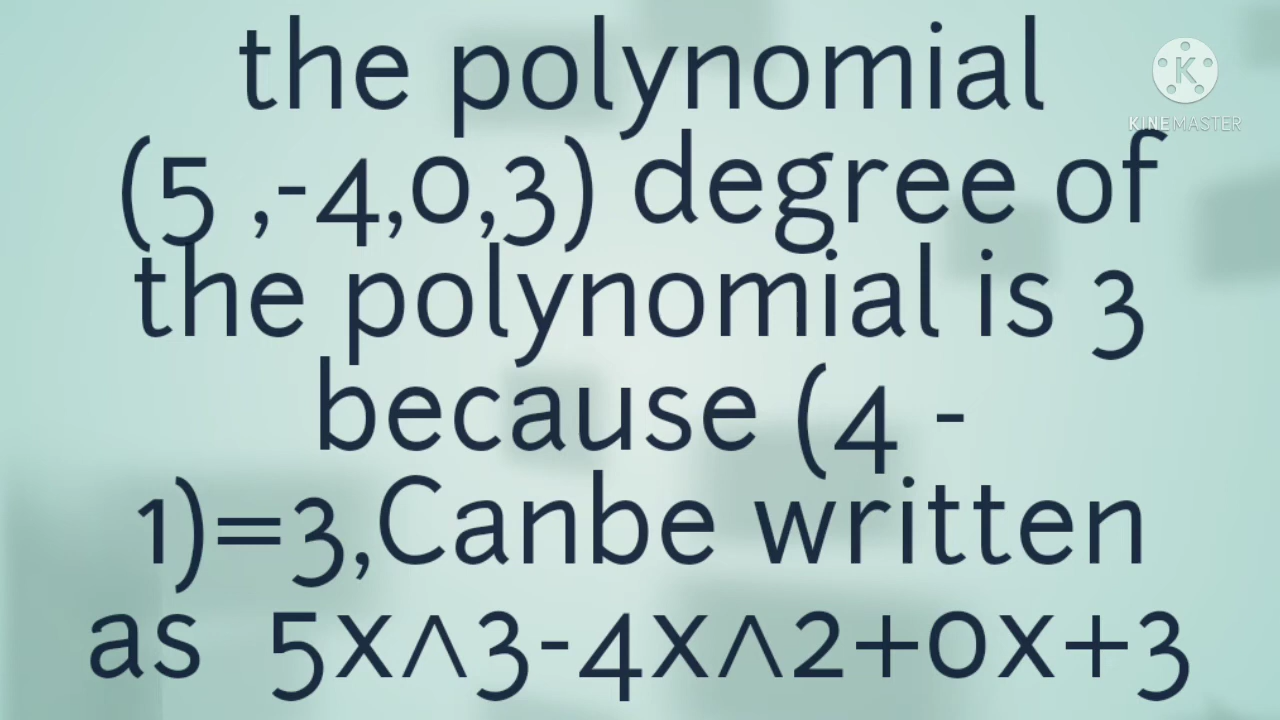 the polynomial
K
KINEMASTER
(5 ,-4,0,3) degree of
the polynomial is 3
because (4 -
1)=3,Canbe written
as 5x^3-4x^2+0x+3